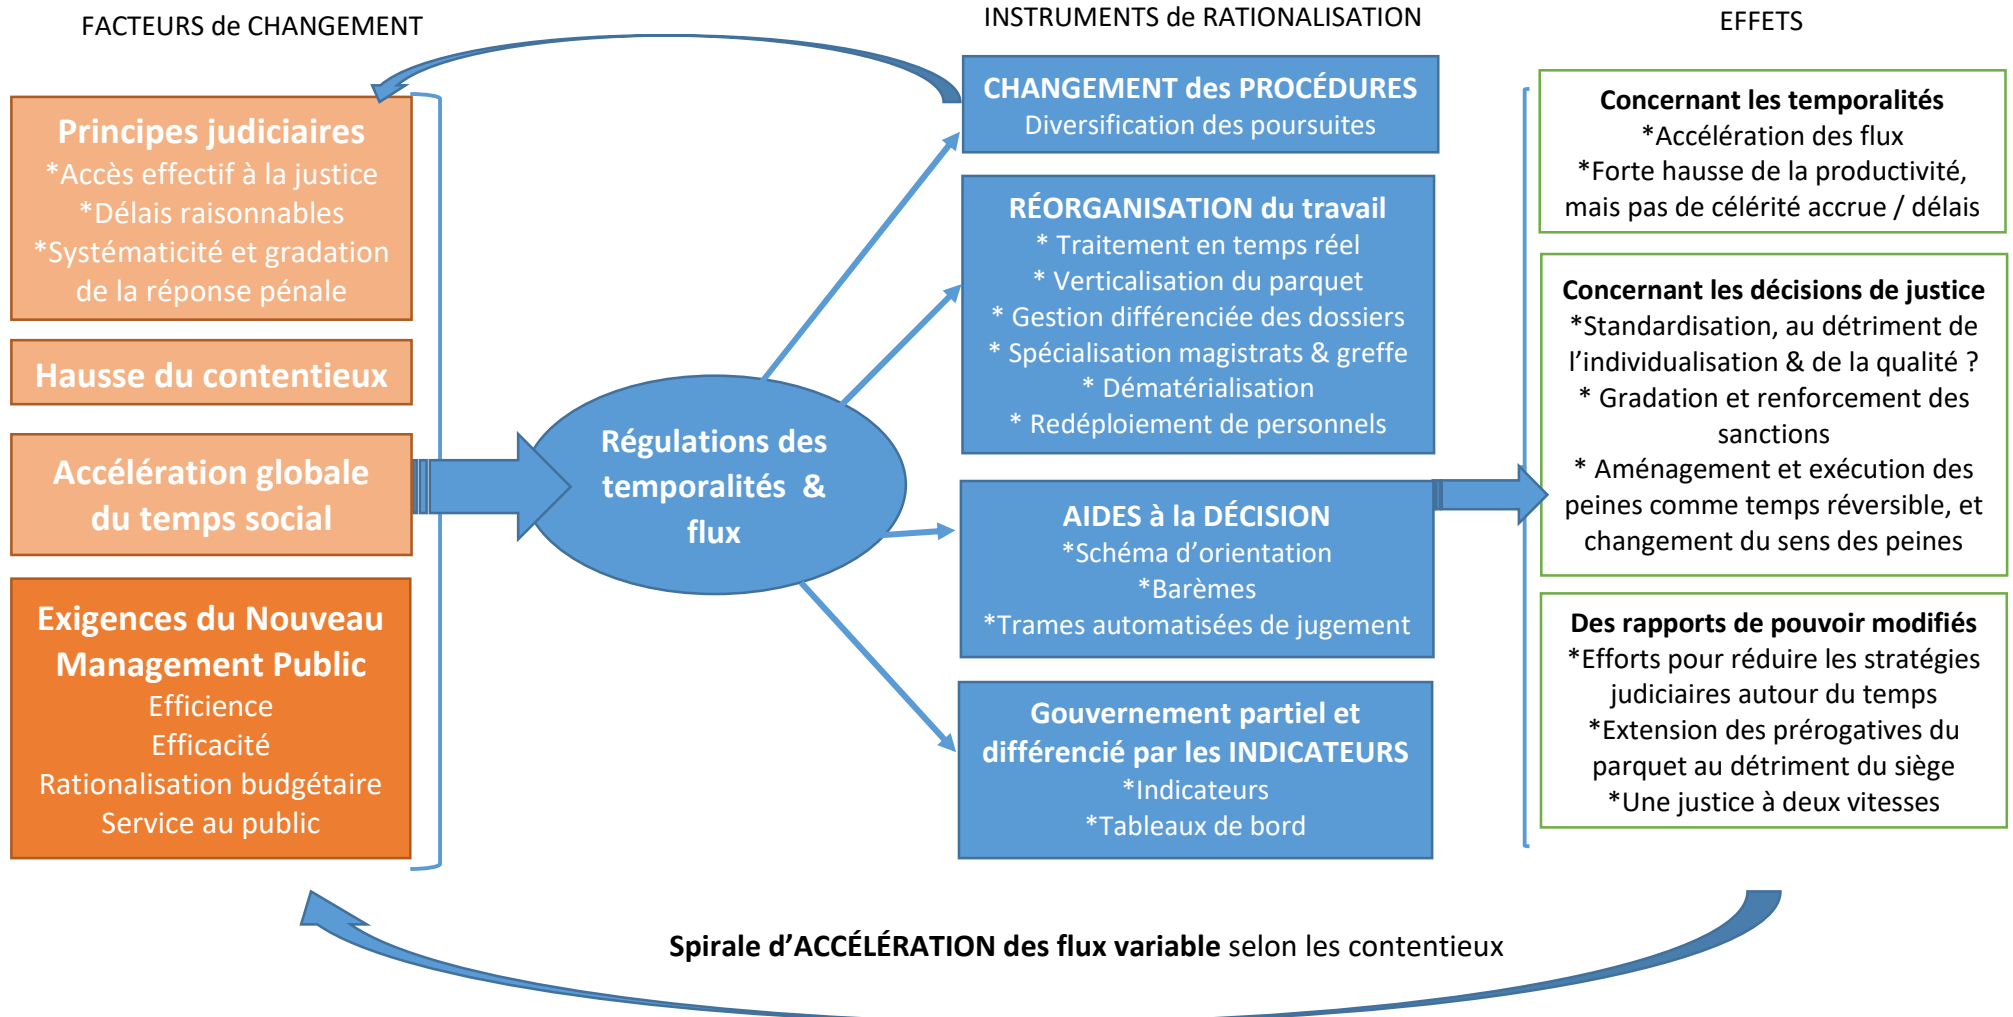 FACTEURS de CHANGEMENT
Principes judiciaires
*Accès effectif à la justice
*Délais raisonnables
*Systématicité et gradation
de la réponse pénale
Hausse du contentieux
Accélération globale
du temps social
Exigences du Nouveau
Management Public
Efficience
Efficacité
Rationalisation budgétaire
Service au public
Régulations des
temporalités &
flux
INSTRUMENTS de RATIONALISATION
CHANGEMENT des PROCÉDURES
Diversification des poursuites
RÉORGANISATION du travail
* Traitement en temps réel
* Verticalisation du parquet
* Gestion différenciée des dossiers
* Spécialisation magistrats & greffe
* Dématérialisation
* Redéploiement de personnels
AIDES à la DÉCISION
*Schéma d’orientation
*Barèmes
*Trames automatisées de jugement
Gouvernement partiel et
différencié par les INDICATEURS
*Indicateurs
*Tableaux de bord
EFFETS
Concernant les temporalités
*Accélération des flux
*Forte hausse de la productivité,
mais pas de célérité accrue / délais
Concernant les décisions de justice
*Standardisation, au détriment de
l’individualisation & de la qualité ?
* Gradation et renforcement des
sanctions
* Aménagement et exécution des
peines comme temps réversible, et
changement du sens des peines
Des rapports de pouvoir modifiés
*Efforts pour réduire les stratégies
judiciaires autour du temps
*Extension des prérogatives du
parquet au détriment du siège
*Une justice à deux vitesses
Spirale d’ACCÉLÉRATION des flux variable selon les contentieux